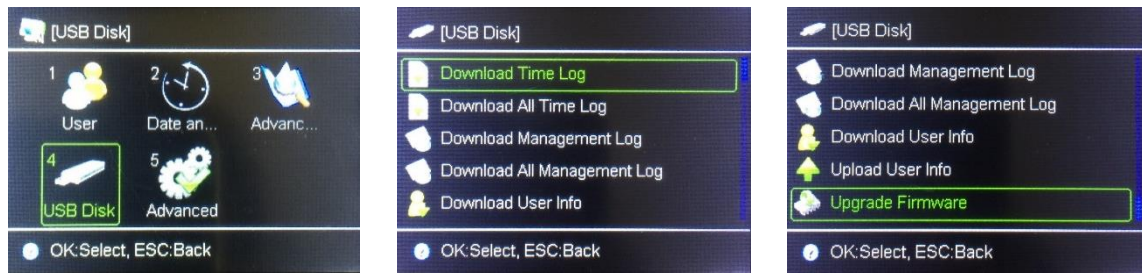 [USB Disk]
1
2
3
User
Date an...
Advanc...
4
5
USB Disk
Advanced
OK:Select, ESC:Back
[USB Disk]
Download Time Log
Download All Time Log
Download Management Log
Download All Management Log
Download User Info
OK:Select, ESC:Back
[USB Disk]
Download Management Log
Download All Management Log
Download User Info
Upload User Info
Upgrade Firmware
OK:Select, ESC:Back